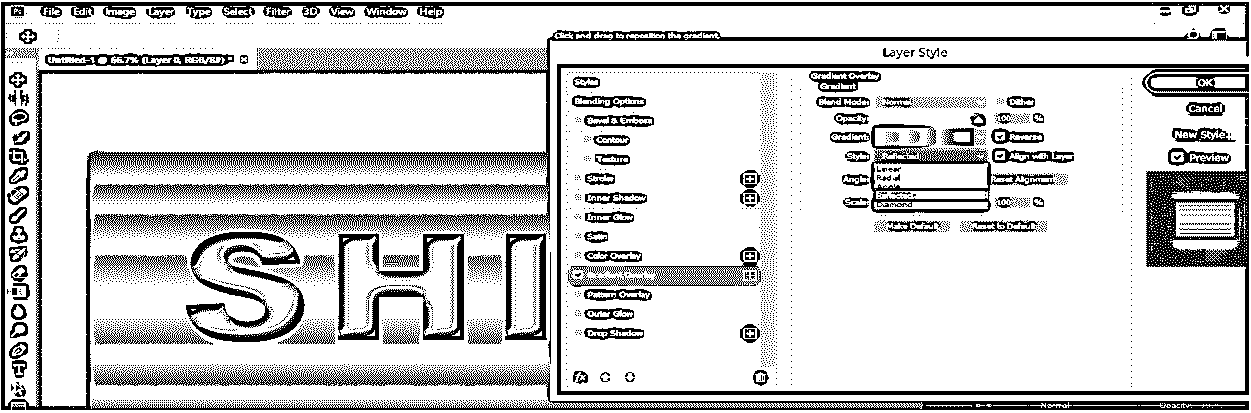 Ps File Edit Image Layer Type Select Filter 3D View Window Help
Click and drag to reposition the gradient.
Untitled-1 @ 66.7% (Layer 0, RGB/8#) *
Layer Style
Styles
Blending Options
Bevel & Emboss
Contour
Texture
Stroke
Inner Shadow
Inner Glow
Satin
Color Overlay
Pattern Overlay
Outer Glow
Drop Shadow
fx
Gradient Overlay
Gradient
Blend Mode: Normal Dither
Opacity: 100 %
Gradient: Reverse
Style: Reflected Align with Layer
Linear
Radial
Angle
Diamond
Angle: Reset Alignment
Scale: 100 %
Make Default Reset to Default
OK
Cancel
New Style...
Preview
SHI
T
Normal Opacity: